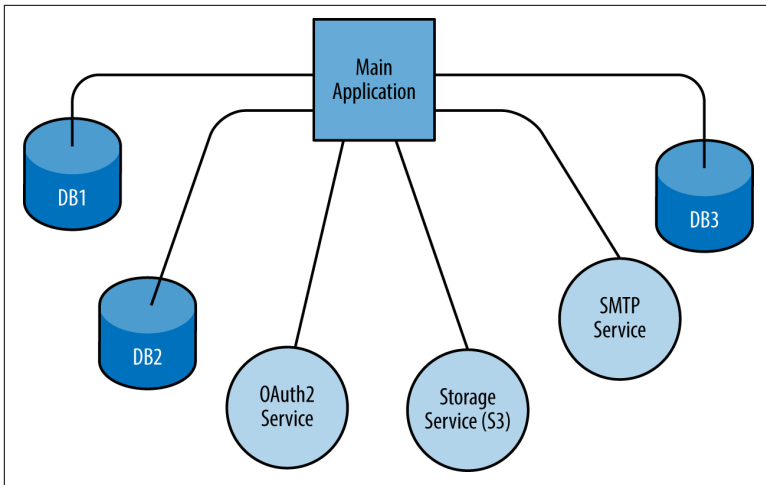 Main
Application
DB1
DB3
SMTP
Service
DB2
OAuth2
Service
Storage
Service (S3)